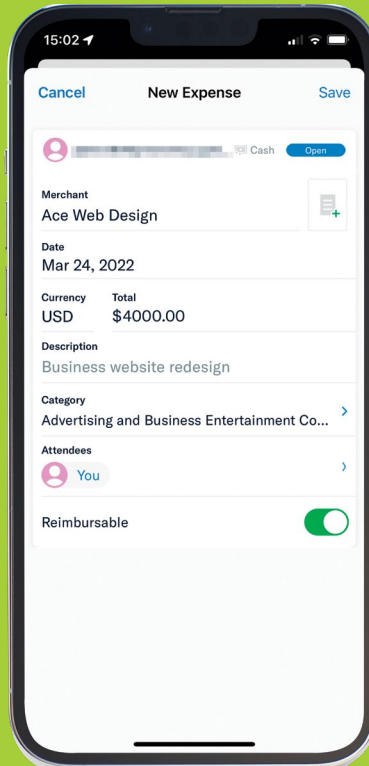 15:02
Cancel New Expense Save
Cash Open
Merchant
Ace Web Design
Date
Mar 24, 2022
Currency Total
USD $4000.00
Description
Business website redesign
Category
Advertising and Business Entertainment Co...
Attendees
You
Reimbursable